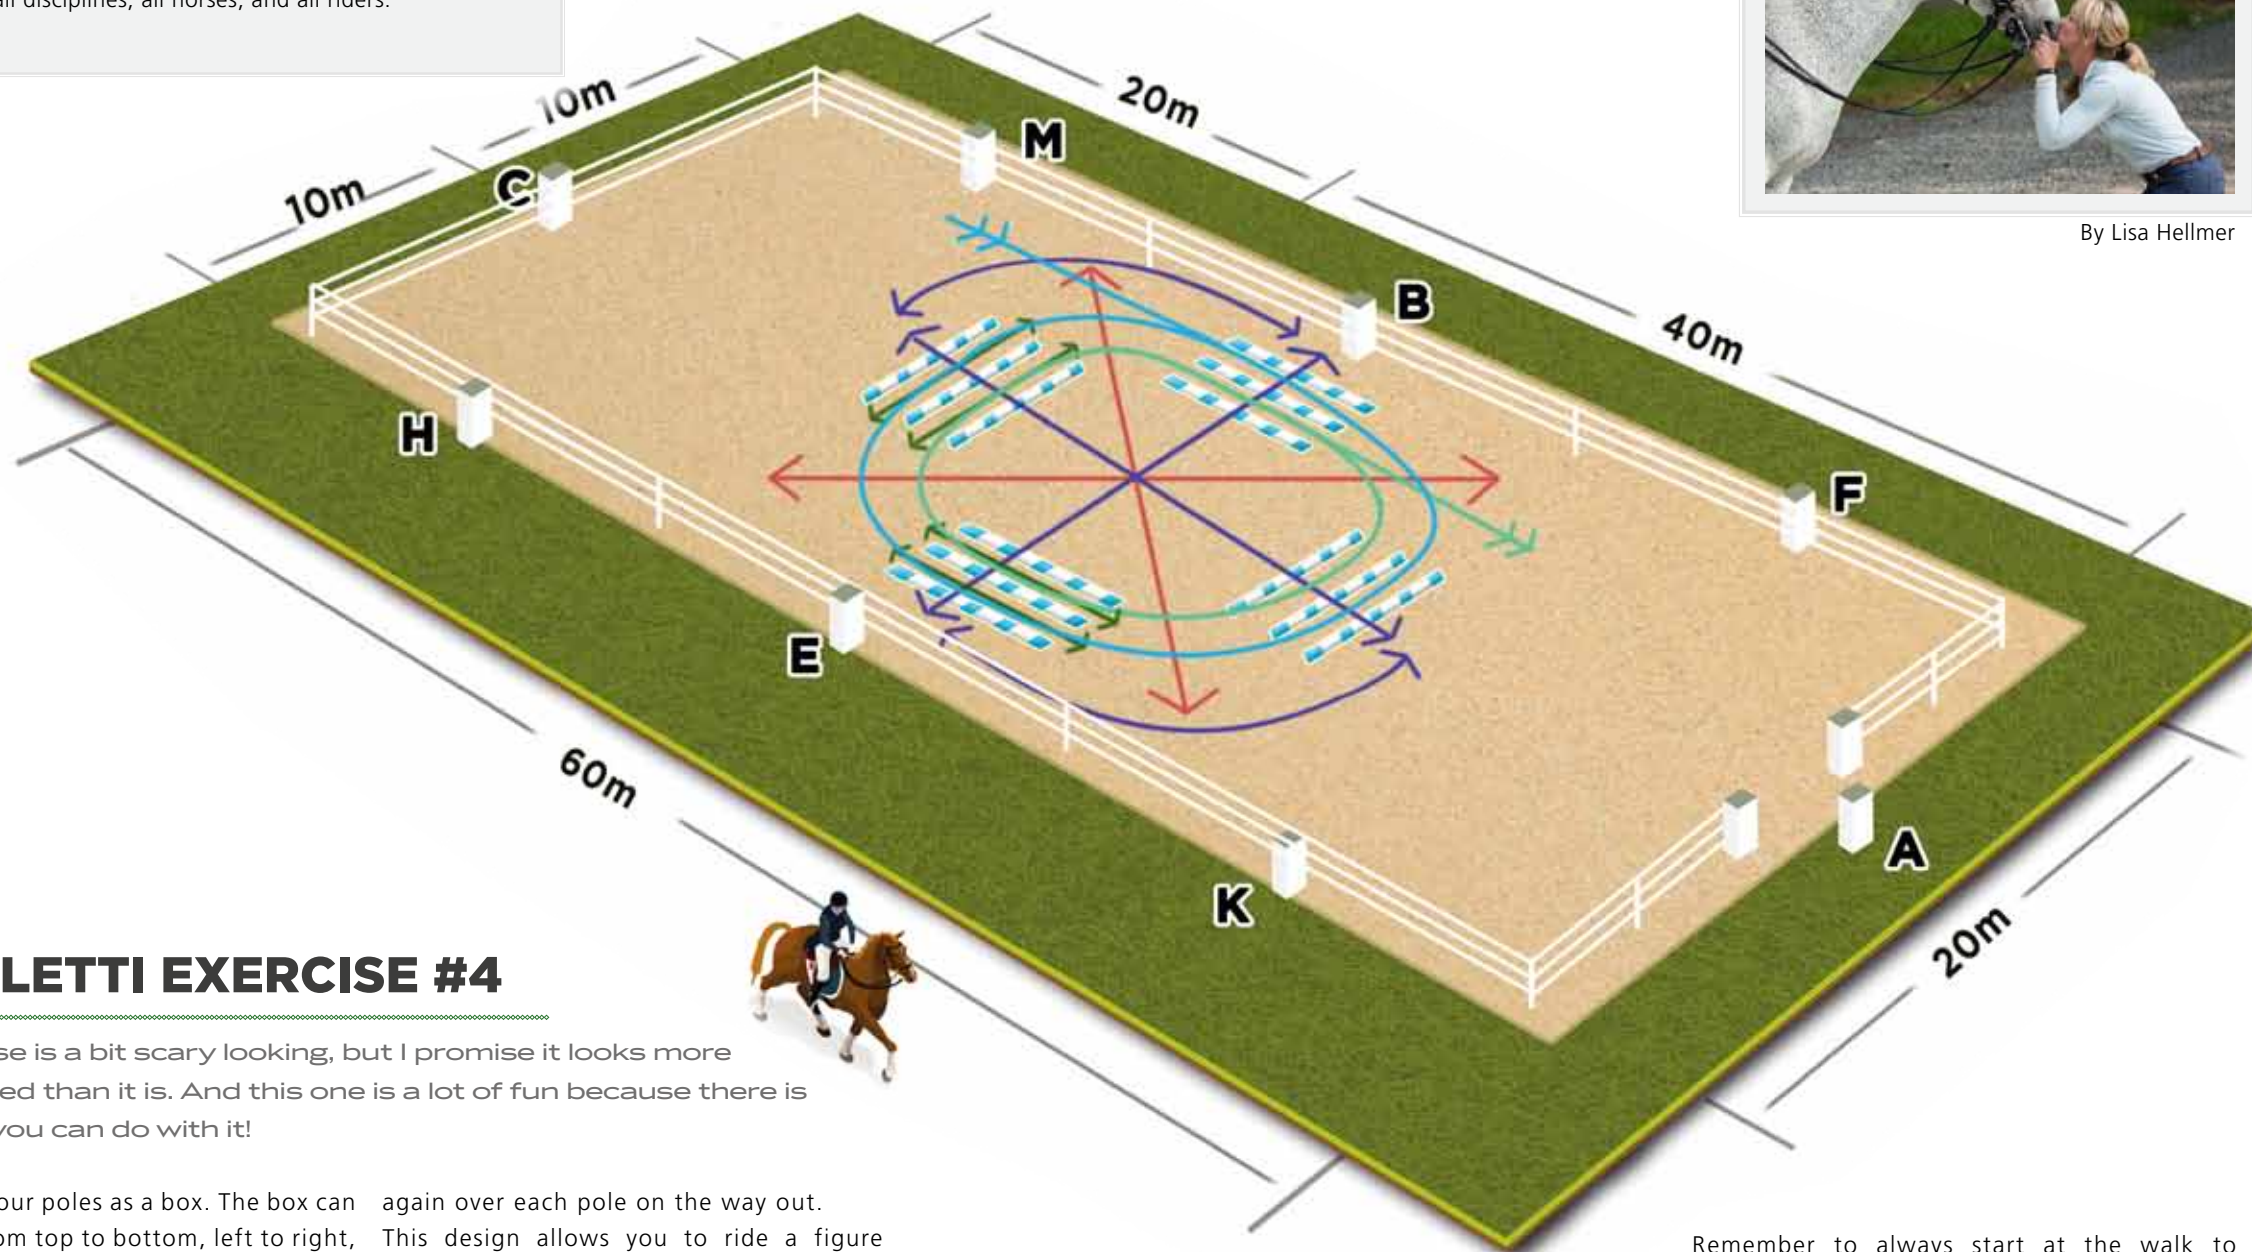 all disciplines, all horses, and all riders.
By Lisa Hellmer
10m
10m
20m
40m
60m
20m
C
M
B
H
F
E
K
A
LETTI EXERCISE #4
se is a bit scary looking, but I promise it looks more
ed than it is. And this one is a lot of fun because there is
you can do with it!
our poles as a box. The box can
om top to bottom, left to right,
again over each pole on the way out.
This design allows you to ride a figure
Remember to always start at the walk to